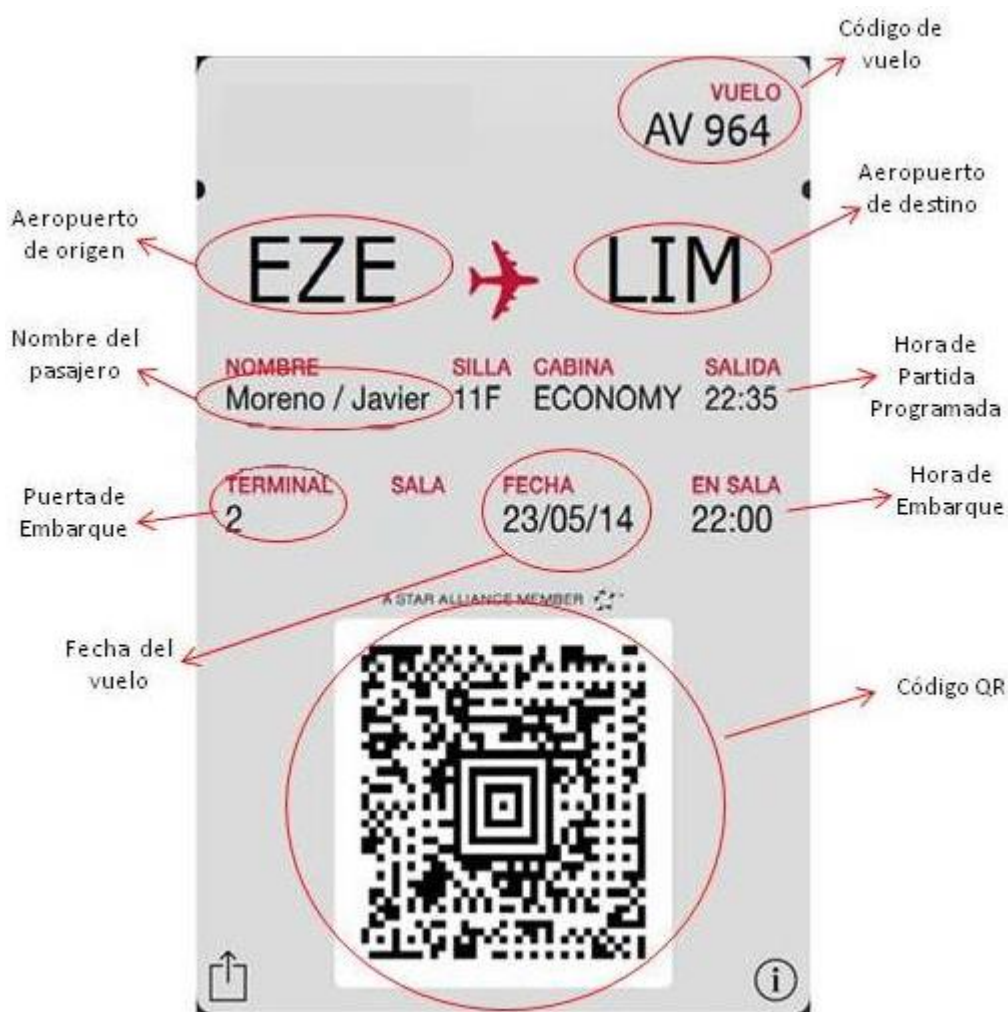 Código de
vuelo
VUELO
AV 964
Aeropuerto
de destino
Aeropuerto
de origen
EZE
LIM
Nombre del
pasajero
NOMBRE SILLA CABINA SALIDA
Moreno / Javier 11F ECONOMY 22:35
Hora de
Partida
Programada
Puerta de
Embarque
TERMINAL SALA FECHA EN SALA
2 23/05/14 22:00
Hora de
Embarque
A STAR ALLIANCE MEMBER
Fecha del
vuelo
Código QR
i